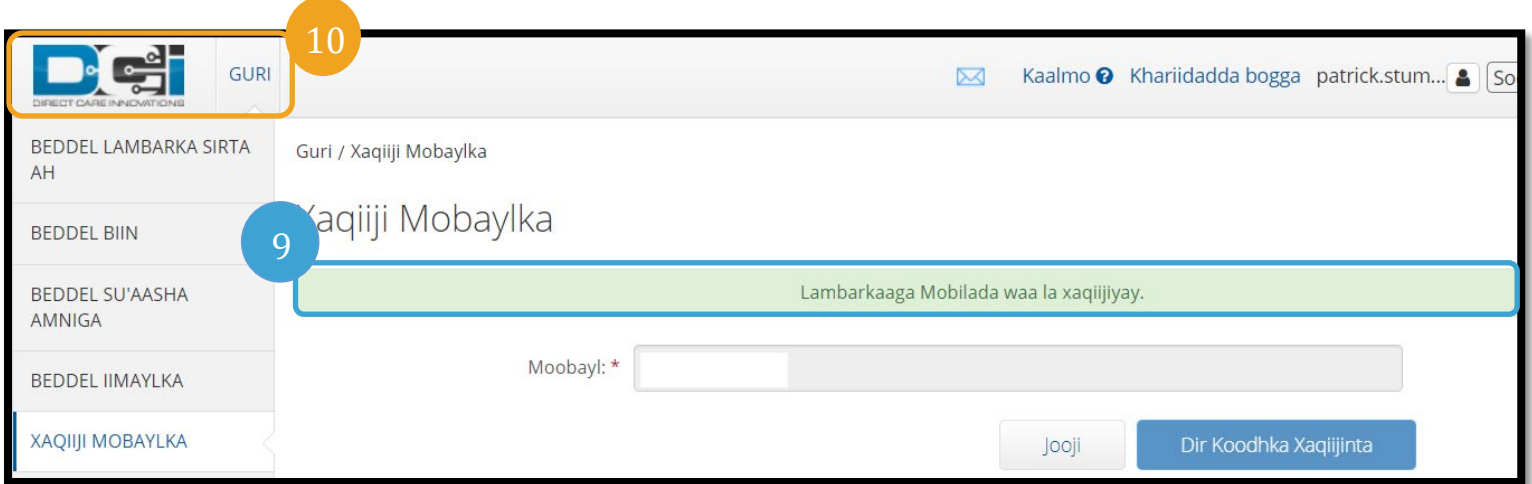 10
DCI
DIRECT CARE INNOVATIONS
GURI
Kaalmo ? Khariidadda bogga patrick.stum...
BEDDEL LAMBARKA SIRTA
AH
BEDDEL BIIN
BEDDEL SU'AASHA
AMNIGA
BEDDEL IIMAYLKA
XAQIIJI MOBAYLKA
Guri / Xaqiiji Mobaylka
Xaqiiji Mobaylka
9
Lambarkaaga Mobilada waa la xaqiijiyay.
Moobayl: *
Jooji
Dir Koodhka Xaqiijinta